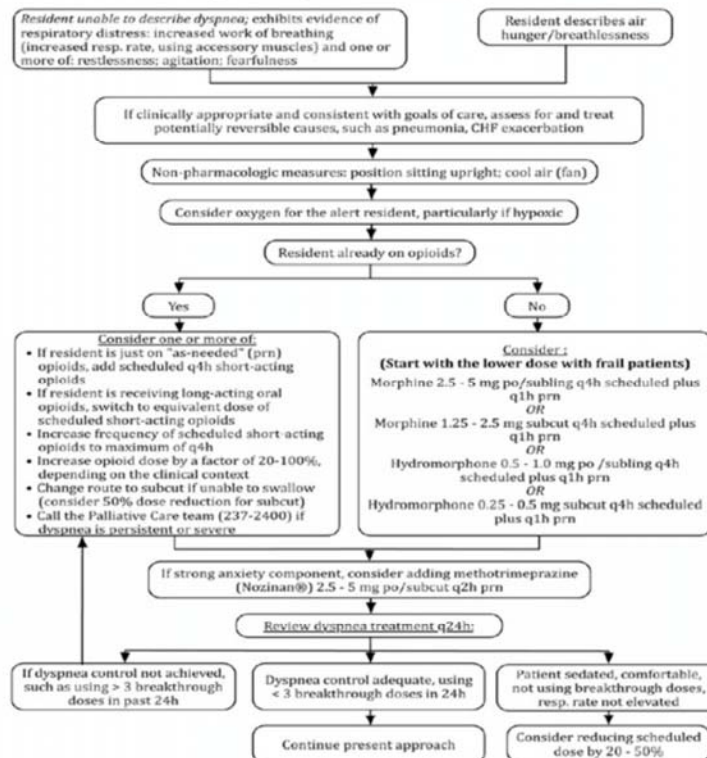 Resident unable to describe dyspnea; exhibits evidence of
respiratory distress: increased work of breathing
(increased resp. rate, using accessory muscles) and one or
more of: restlessness; agitation; fearfulness
Resident describes air
hunger/breathlessness
If clinically appropriate and consistent with goals of care, assess for and treat
potentially reversible causes, such as pneumonia, CHF exacerbation
Non-pharmacologic measures: position sitting upright; cool air (fan)
Consider oxygen for the alert resident, particularly if hypoxic
Resident already on opioids?
Yes
No
Consider one or more of:
• If resident is just on "as-needed" (prn)
opioids, add scheduled q4h short-acting
opioids
• If resident is receiving long-acting oral
opioids, switch to equivalent dose of
scheduled short-acting opioids
• Increase frequency of scheduled short-acting
opioids to maximum of q4h
• Increase opioid dose by a factor of 20-100%,
depending on the clinical context
• Change route to subcut if unable to swallow
(consider 50% dose reduction for subcut)
• Call the Palliative Care team (237-2400) if
dyspnea is persistent or severe
Consider :
(Start with the lower dose with frail patients)
Morphine 2.5 - 5 mg po/subling q4h scheduled plus
q1h prn
OR
Morphine 1.25 - 2.5 mg subcut q4h scheduled plus
q1h prn
OR
Hydromorphone 0.5 - 1.0 mg po /subling q4h
scheduled plus q1h prn
OR
Hydromorphone 0.25 - 0.5 mg subcut q4h scheduled
plus q1h prn
If strong anxiety component, consider adding methotrimeprazine
(Nozinan®) 2.5 - 5 mg po/subcut q2h prn
Review dyspnea treatment q24h:
If dyspnea control not achieved,
such as using > 3 breakthrough
doses in past 24h
Dyspnea control adequate, using
< 3 breakthrough doses in 24h
Patient sedated, comfortable,
not using breakthrough doses,
resp. rate not elevated
Continue present approach
Consider reducing scheduled
dose by 20 - 50%